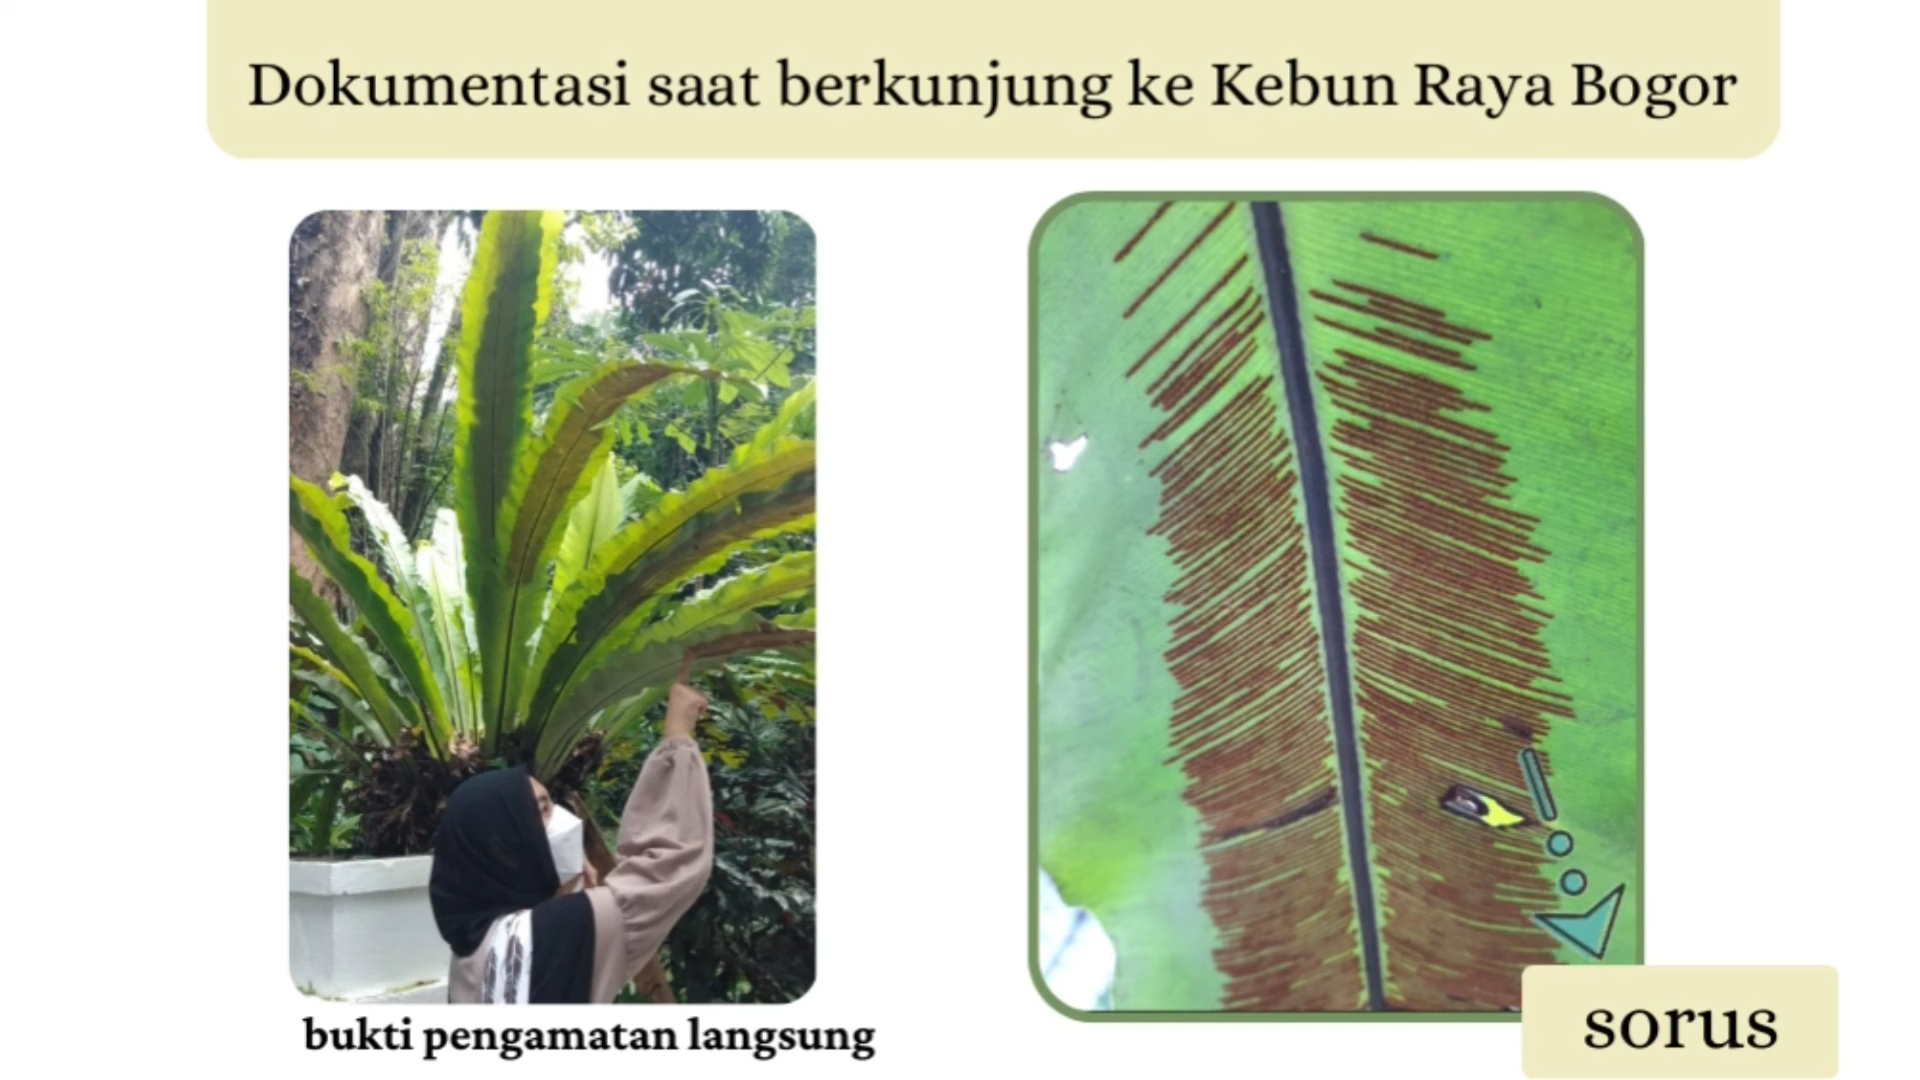 Dokumentasi saat berkunjung ke Kebun Raya Bogor
bukti pengamatan langsung
sorus